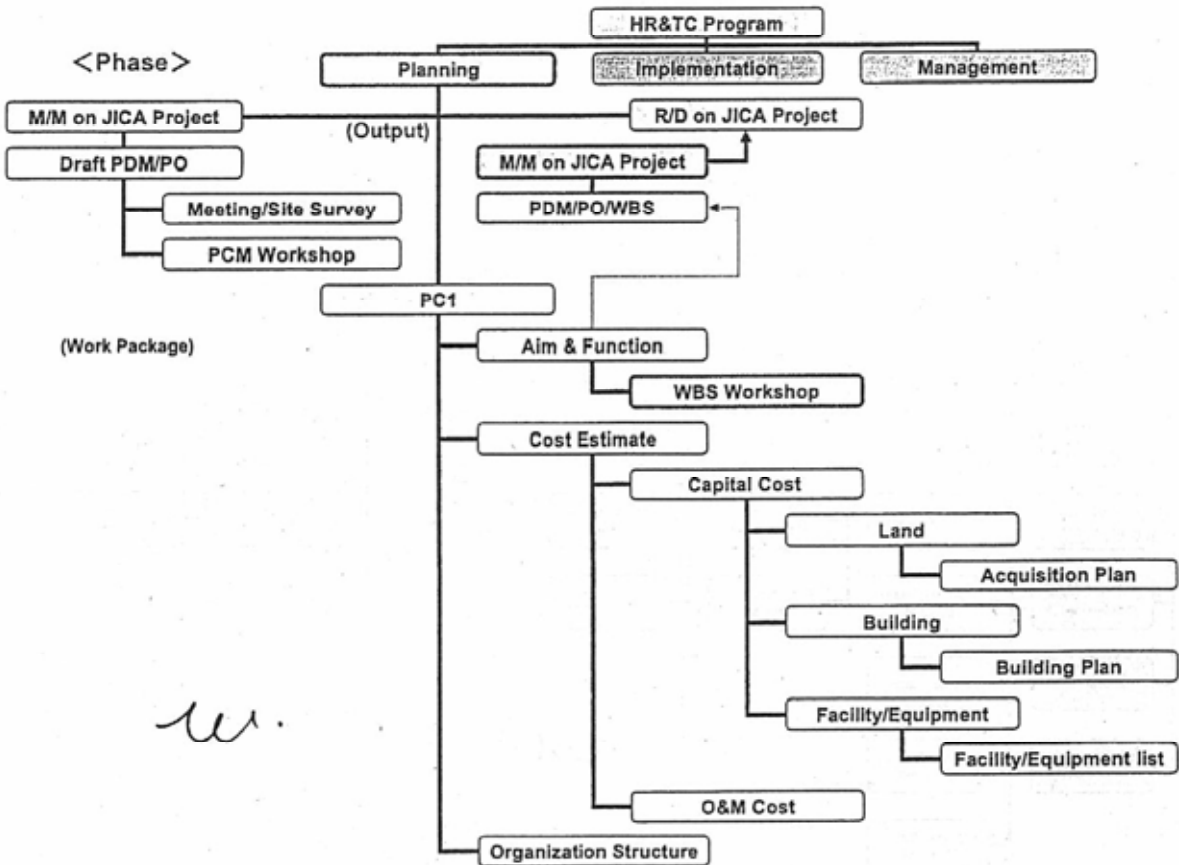 HR&TC Program
<Phase>
Planning
Implementation
Management
M/M on JICA Project
(Output)
R/D on JICA Project
Draft PDM/PO
M/M on JICA Project
Meeting/Site Survey
PDM/PO/WBS
PCM Workshop
PC1
(Work Package)
Aim & Function
WBS Workshop
Cost Estimate
Capital Cost
Land
Acquisition Plan
Building
Building Plan
Facility/Equipment
Facility/Equipment list
O&M Cost
Organization Structure